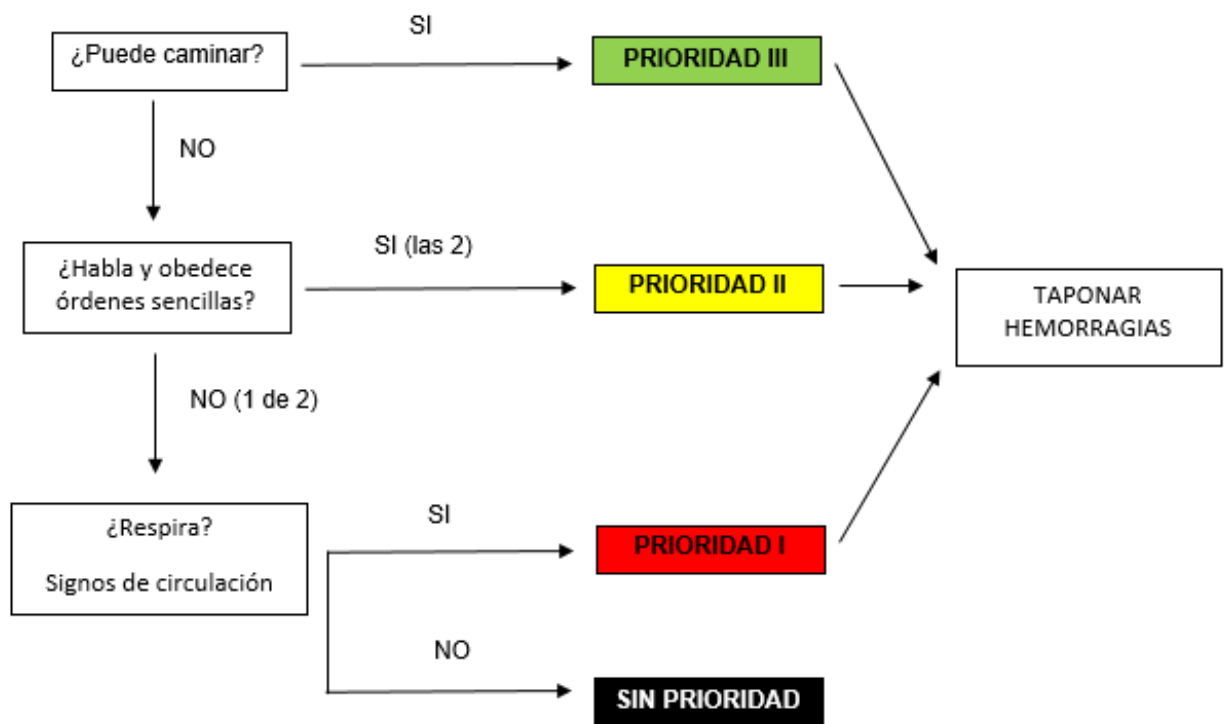 SI
¿Puede caminar?
PRIORIDAD III
NO
SI (las 2)
¿Habla y obedece
órdenes sencillas?
PRIORIDAD II
TAPONAR
HEMORRAGIAS
NO (1 de 2)
¿Respira?
Signos de circulación
SI
PRIORIDAD I
NO
SIN PRIORIDAD